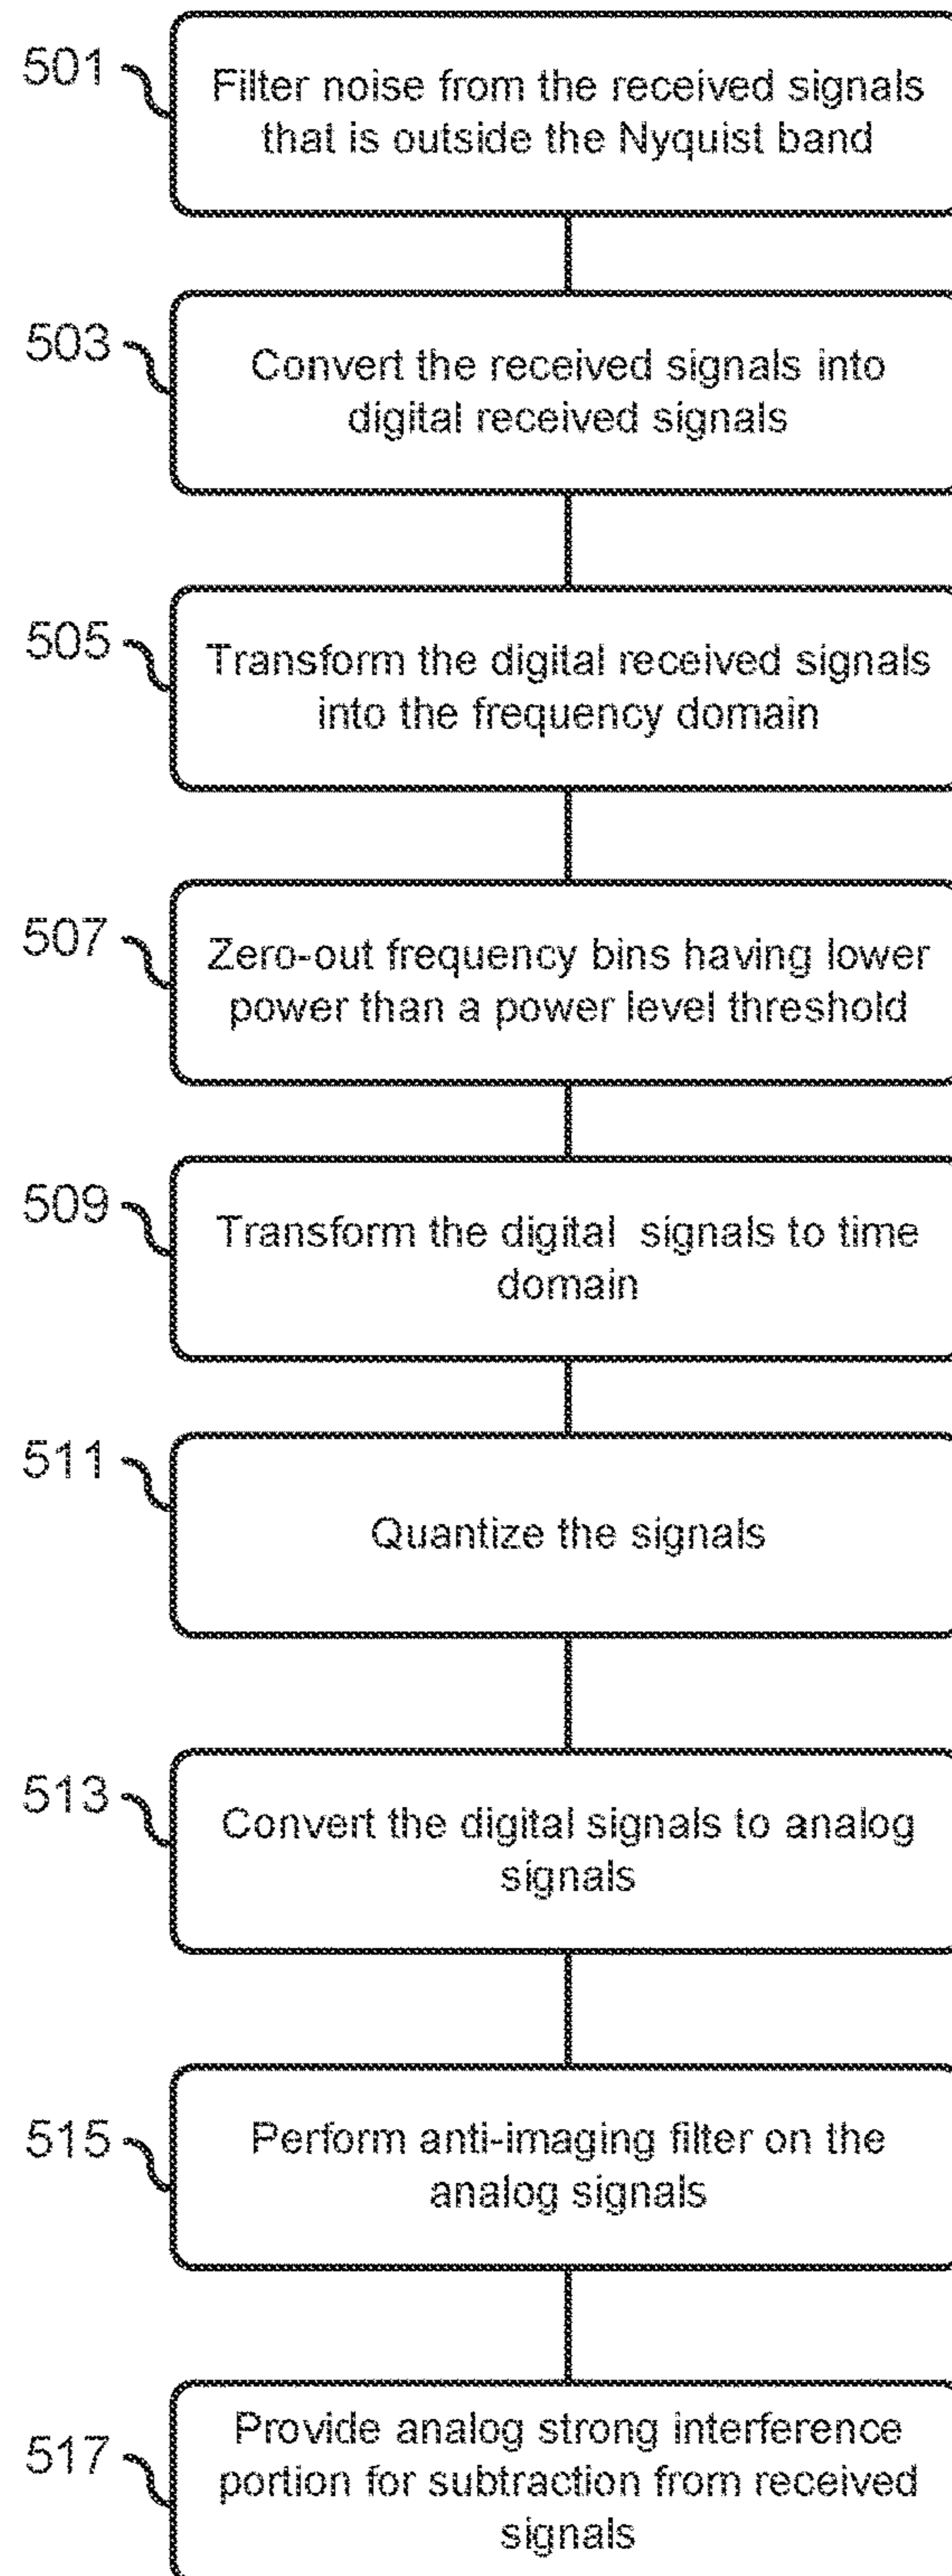 501
Filter noise from the received signals
that is outside the Nyquist band
503
Convert the received signals into
digital received signals
505
Transform the digital received signals
into the frequency domain
507
Zero-out frequency bins having lower
power than a power level threshold
509
Transform the digital signals to time
domain
511
Quantize the signals
513
Convert the digital signals to analog
signals
515
Perform anti-imaging filter on the
analog signals
517
Provide analog strong interference
portion for subtraction from received
signals